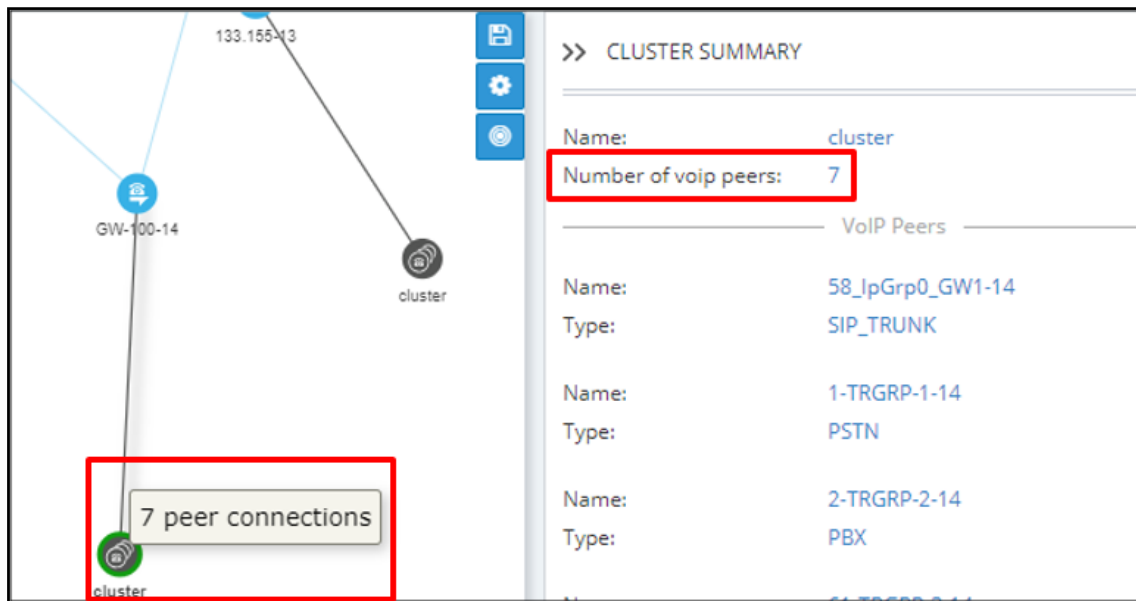 133.155-13
GW-100-14
cluster
7 peer connections
cluster
>> CLUSTER SUMMARY
Name: cluster
Number of voip peers: 7
VoIP Peers
Name: 58_IpGrp0_GW1-14
Type: SIP_TRUNK
Name: 1-TRGRP-1-14
Type: PSTN
Name: 2-TRGRP-2-14
Type: PBX